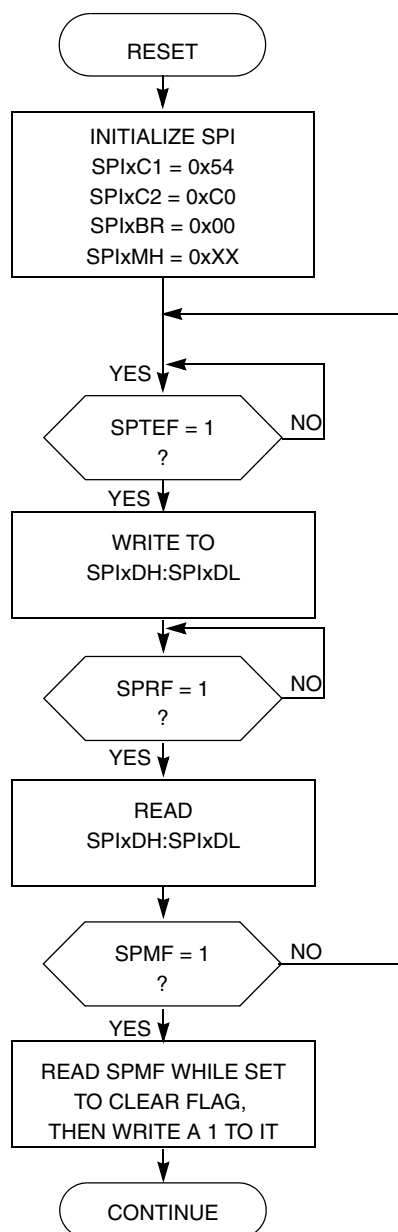 RESET
INITIALIZE SPI
SPIxC1 = 0x54
SPIxC2 = 0xC0
SPIxBR = 0x00
SPIxMH = 0xXX
YES
SPTEF = 1
?
NO
YES
WRITE TO
SPIxDH:SPIxDL
SPRF = 1
?
NO
YES
READ
SPIxDH:SPIxDL
SPMF = 1
?
NO
YES
READ SPMF WHILE SET
TO CLEAR FLAG,
THEN WRITE A 1 TO IT
CONTINUE